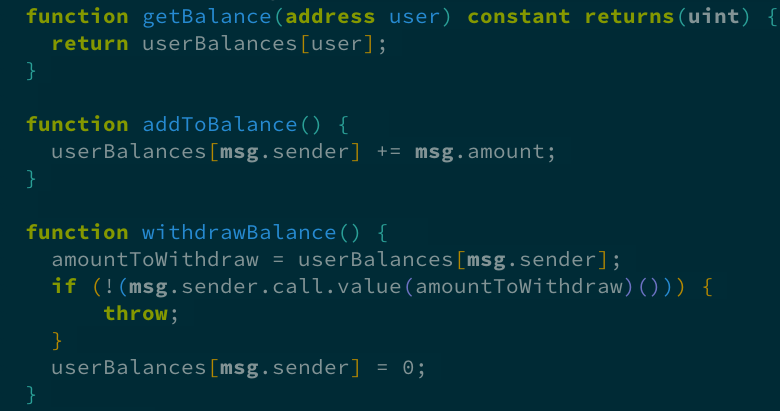 function getBalance(address user) constant returns(uint) {
return userBalances[user];
}
function addToBalance() {
userBalances[msg.sender] += msg.amount;
}
function withdrawBalance() {
amountToWithdraw = userBalances[msg.sender];
if (!(msg.sender.call.value(amountToWithdraw)())) {
throw;
}
userBalances[msg.sender] = 0;
}